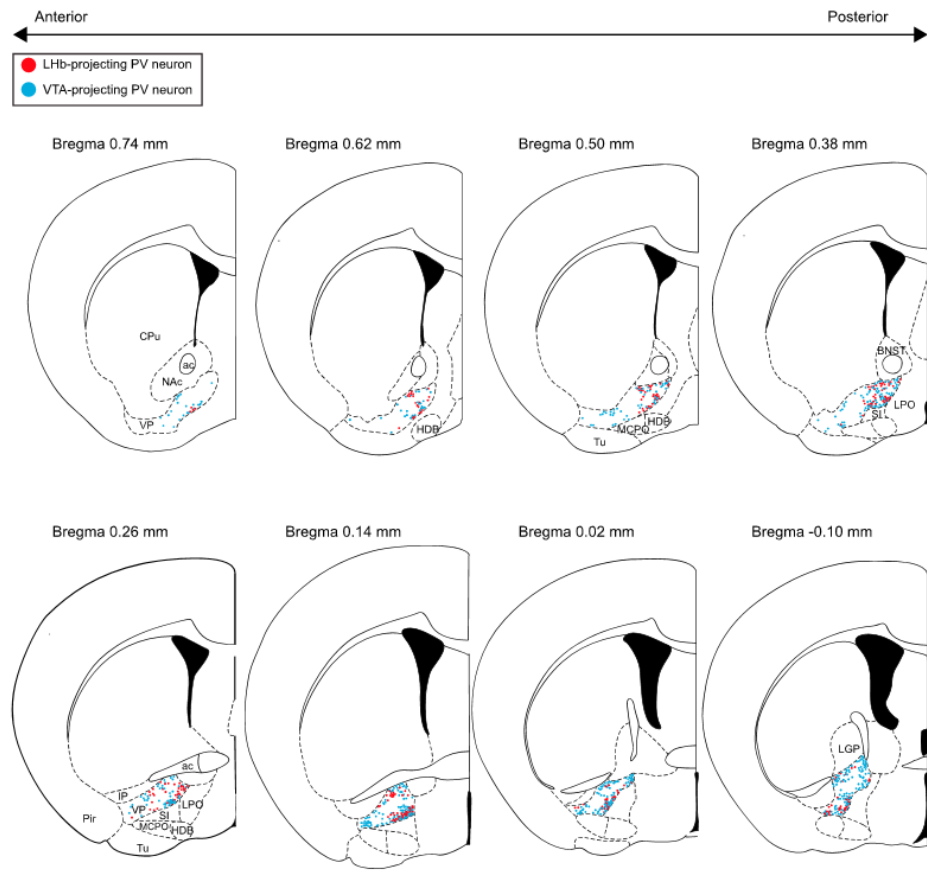 Anterior Posterior
LHb-projecting PV neuron
VTA-projecting PV neuron
Bregma 0.74 mm Bregma 0.62 mm Bregma 0.50 mm Bregma 0.38 mm
CPu
ac
NAc
VP
HDB
HDB
MCPO
Tu
BNST
SI
LPO
Bregma 0.26 mm Bregma 0.14 mm Bregma 0.02 mm Bregma -0.10 mm
ac
IP
VP
SI
LPO
MCPO
HDB
Pir
Tu
LGP